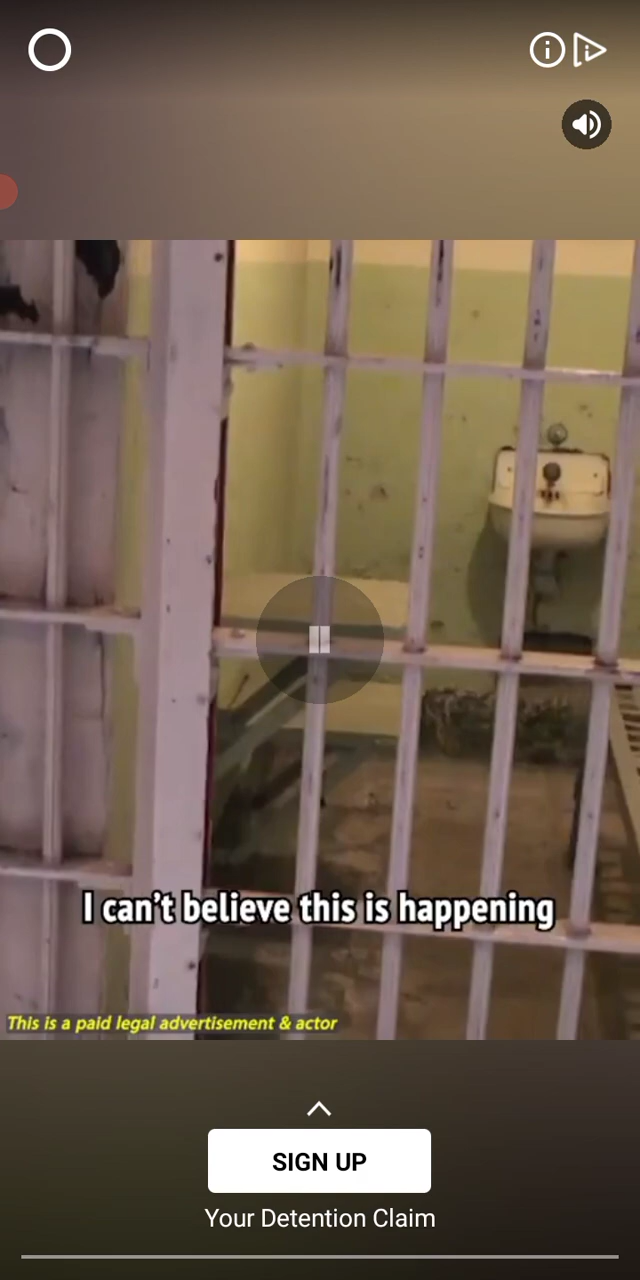 I can't believe this is happening
This is a paid legal advertisement & actor
SIGN UP
Your Detention Claim